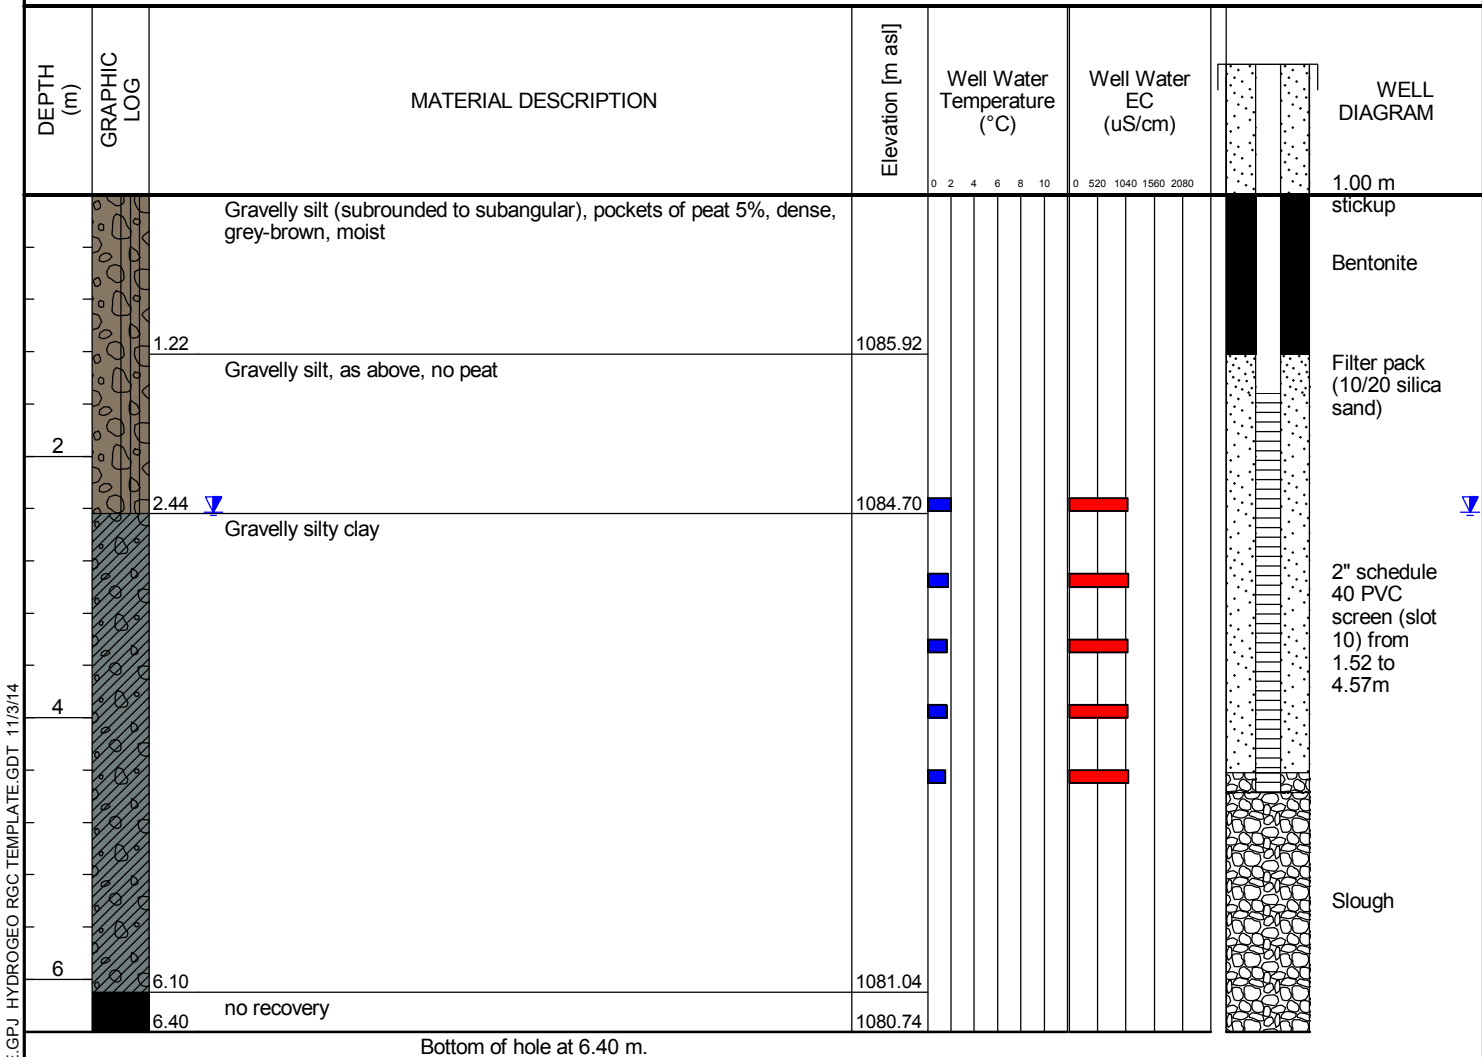 DEPTH
(m)
GRAPHIC
LOG
MATERIAL DESCRIPTION
Elevation [m asl]
Well Water
Temperature
(°C)
0 2 4 6 8 10
Well Water
EC
(uS/cm)
0 520 1040 1560 2080
WELL
DIAGRAM
1.00 m
stickup
Gravelly silt (subrounded to subangular), pockets of peat 5%, dense,
grey-brown, moist
Bentonite
1.22
1085.92
Gravelly silt, as above, no peat
Filter pack
(10/20 silica
sand)
2
2.44
1084.70
Gravelly silty clay
2" schedule
40 PVC
screen (slot
10) from
1.52 to
4.57m
4
Slough
6
6.10
1081.04
no recovery
6.40
1080.74
Bottom of hole at 6.40 m.
E.GPJ HYDROGEO RGC TEMPLATE.GDT 11/3/14